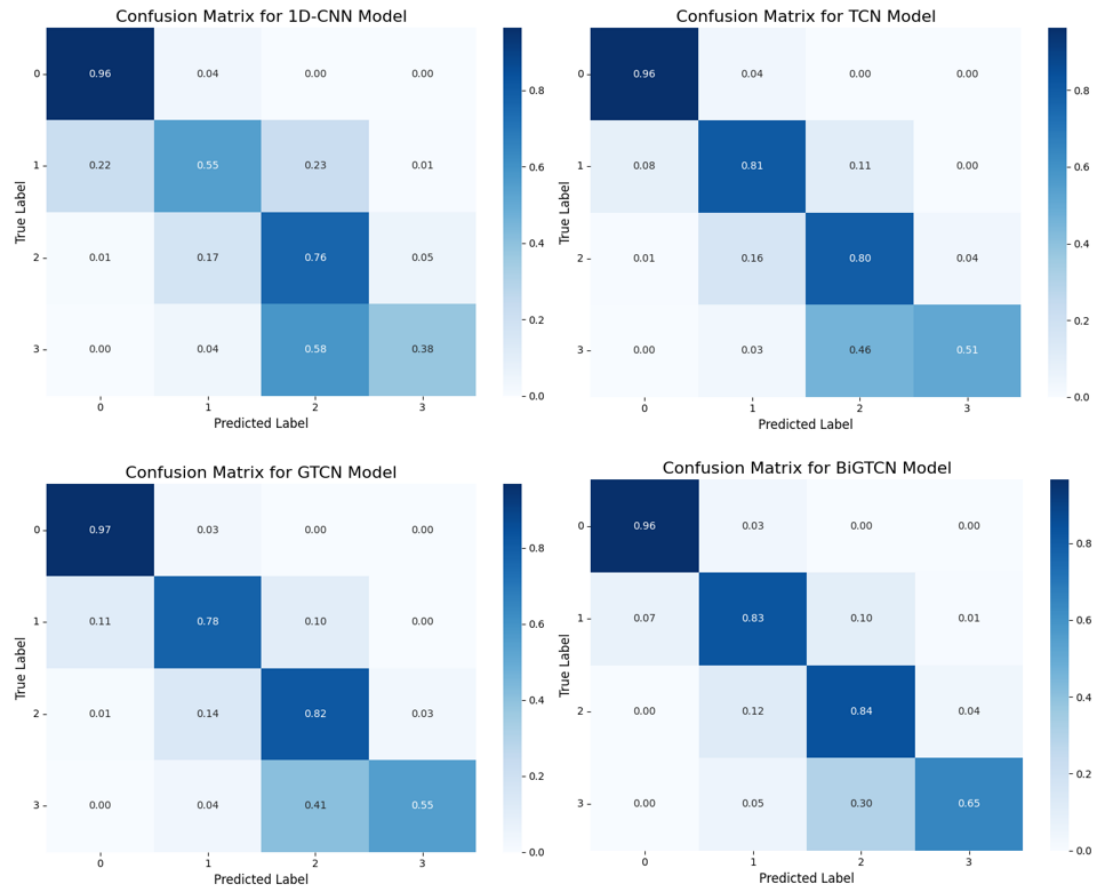 Confusion Matrix for 1D-CNN Model
0 0.96 0.04 0.00 0.00
1 0.22 0.55 0.23 0.01
2 0.01 0.17 0.76 0.05
3 0.00 0.04 0.58 0.38
0 1 2 3
Predicted Label
True Label
0.8
0.6
0.4
0.2
0.0
Confusion Matrix for TCN Model
0 0.96 0.04 0.00 0.00
1 0.08 0.81 0.11 0.00
2 0.01 0.16 0.80 0.04
3 0.00 0.03 0.46 0.51
0 1 2 3
Predicted Label
True Label
0.8
0.6
0.4
0.2
0.0
Confusion Matrix for GTCN Model
0 0.97 0.03 0.00 0.00
1 0.11 0.78 0.10 0.00
2 0.01 0.14 0.82 0.03
3 0.00 0.04 0.41 0.55
0 1 2 3
Predicted Label
True Label
0.8
0.6
0.4
0.2
0.0
Confusion Matrix for BiGTCN Model
0 0.96 0.03 0.00 0.00
1 0.07 0.83 0.10 0.01
2 0.00 0.12 0.84 0.04
3 0.00 0.05 0.30 0.65
0 1 2 3
Predicted Label
True Label
0.8
0.6
0.4
0.2
0.0